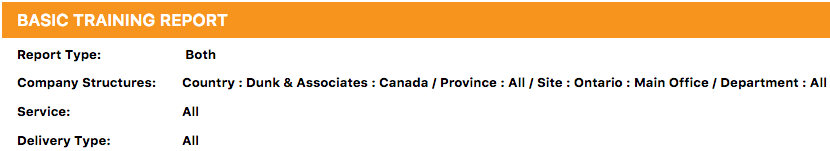 BASIC TRAINING REPORT
Report Type: Both
Company Structures: Country : Dunk & Associates : Canada / Province : All / Site : Ontario : Main Office / Department : All
Service: All
Delivery Type: All